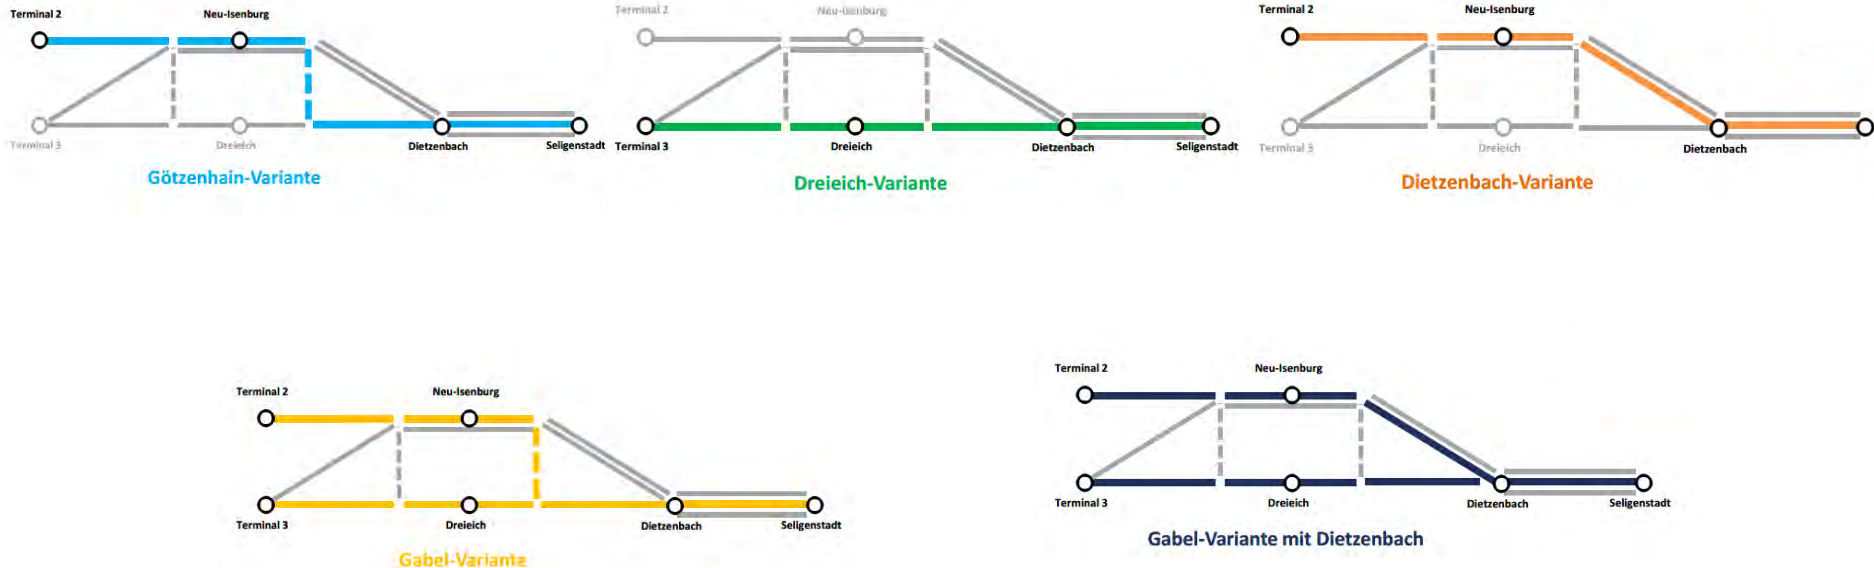 Terminal 2
Neu-Isenburg
Terminal 3
Dreieich
Dietzenbach
Seligenstadt
Götzenhain-Variante
Terminal 2
Neu-Isenburg
Terminal 3
Dreieich
Dietzenbach
Seligenstadt
Dreieich-Variante
Terminal 2
Neu-Isenburg
Terminal 3
Dreieich
Dietzenbach
Dietzenbach-Variante
Terminal 2
Neu-Isenburg
Terminal 3
Dreieich
Dietzenbach
Seligenstadt
Gabel-Variante
Terminal 2
Neu-Isenburg
Terminal 3
Dreieich
Dietzenbach
Seligenstadt
Gabel-Variante mit Dietzenbach